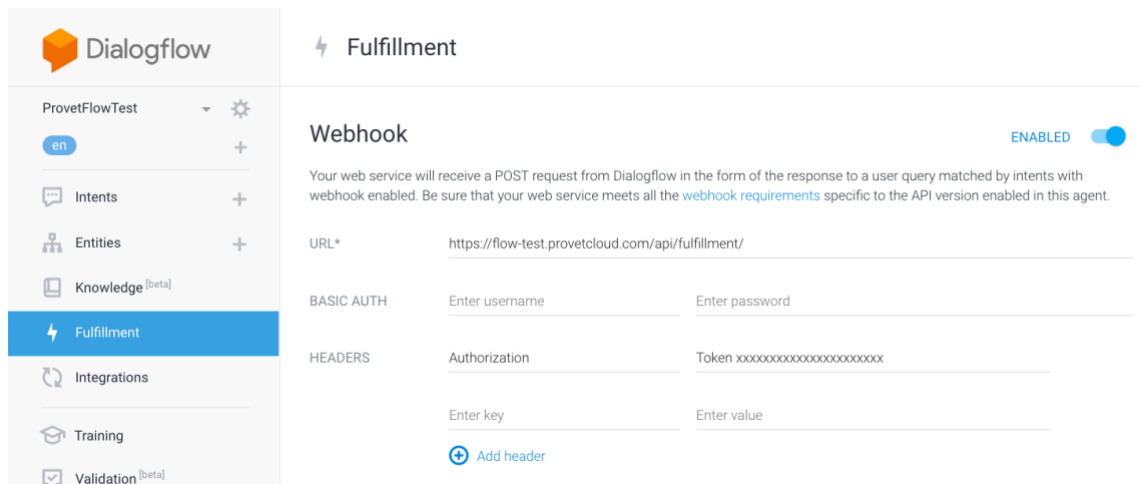 Dialogflow
Fulfillment
ProvetFlowTest
en
Intents
Entities
Knowledge [beta]
Fulfillment
Integrations
Training
Validation [beta]
Webhook
ENABLED
Your web service will receive a POST request from Dialogflow in the form of the response to a user query matched by intents with
webhook enabled. Be sure that your web service meets all the webhook requirements specific to the API version enabled in this agent.
URL* https://flow-test.provetcloud.com/api/fulfillment/
BASIC AUTH Enter username Enter password
HEADERS Authorization Token xxxxxxxxxxxxxxxxxxxxxx
Enter key Enter value
Add header